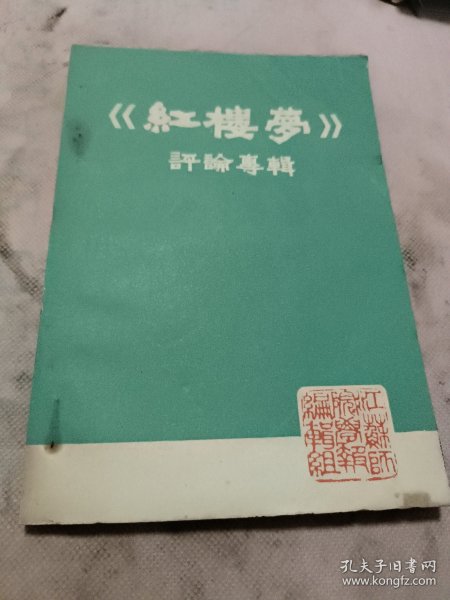 《紅樓夢》
評論專輯
江蘇師
院學報
編輯組
孔夫子旧书网
www.kongfz.com